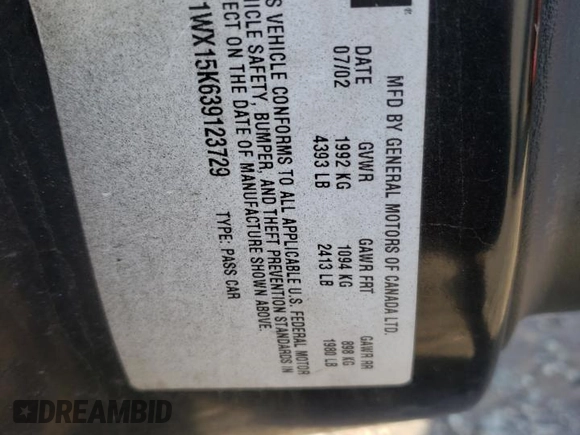 MFD BY GENERAL MOTORS OF CANADA LTD.
DATE GVWR GAWR FRT GAWR RR
07/02 1992 KG 1094 KG 898 KG
4393 LB 2413 LB 1980 LB
S VEHICLE CONFORMS TO ALL APPLICABLE U.S. FEDERAL MOTOR
HICLE SAFETY, BUMPER, AND THEFT PREVENTION STANDARDS IN
ECT ON THE DATE OF MANUFACTURE SHOWN ABOVE.
1WX15K639123729 TYPE: PASS CAR
DREAMBID